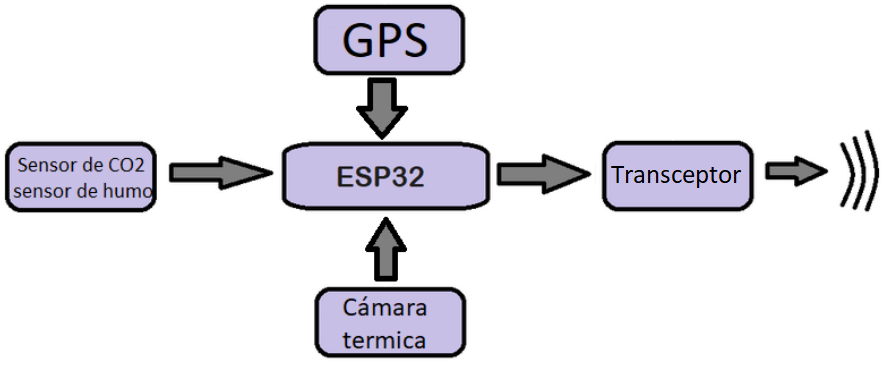 GPS
Sensor de CO2
sensor de humo
ESP32
Transceptor
Cámara
termica